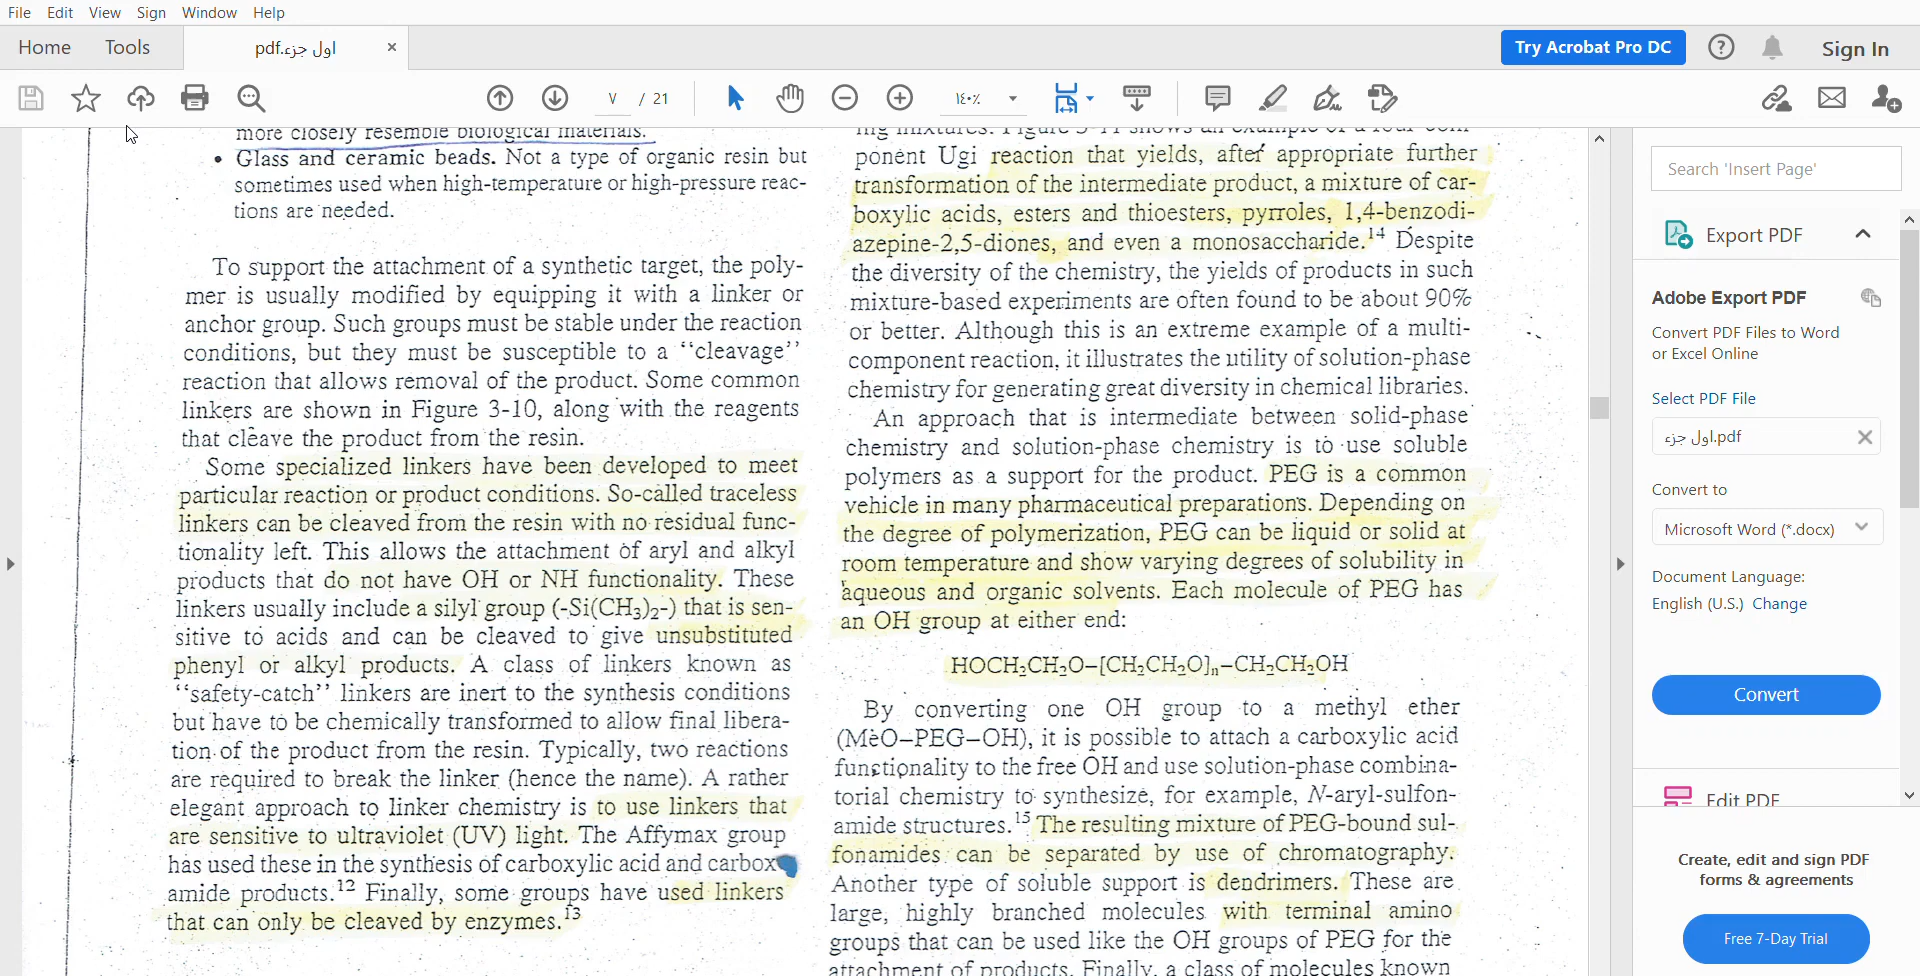 File Edit View Sign Window Help
Home Tools
اول جزء.pdf ×
Try Acrobat Pro DC
Sign In
٧ / 21
١٤٠٪
more closely resemble biological materials.
• Glass and ceramic beads. Not a type of organic resin but
sometimes used when high-temperature or high-pressure reac-
tions are needed.
To support the attachment of a synthetic target, the poly-
mer is usually modified by equipping it with a linker or
anchor group. Such groups must be stable under the reaction
conditions, but they must be susceptible to a ‘‘cleavage’’
reaction that allows removal of the product. Some common
linkers are shown in Figure 3-10, along with the reagents
that cleave the product from the resin.
Some specialized linkers have been developed to meet
particular reaction or product conditions. So-called traceless
linkers can be cleaved from the resin with no residual func-
tionality left. This allows the attachment of aryl and alkyl
products that do not have OH or NH functionality. These
linkers usually include a silyl group (-Si(CH₃)₂-) that is sen-
sitive to acids and can be cleaved to give unsubstituted
phenyl or alkyl products. A class of linkers known as
‘‘safety-catch’’ linkers are inert to the synthesis conditions
but have to be chemically transformed to allow final libera-
tion of the product from the resin. Typically, two reactions
are required to break the linker (hence the name). A rather
elegant approach to linker chemistry is to use linkers that
are sensitive to ultraviolet (UV) light. The Affymax group
has used these in the synthesis of carboxylic acid and carbox
amide products.¹² Finally, some groups have used linkers
that can only be cleaved by enzymes.¹³
ing mixtures. Figure 3-11 shows an example of a four-com-
ponent Ugi reaction that yields, after appropriate further
transformation of the intermediate product, a mixture of car-
boxylic acids, esters and thioesters, pyrroles, 1,4-benzodi-
azepine-2,5-diones, and even a monosaccharide.¹⁴ Despite
the diversity of the chemistry, the yields of products in such
mixture-based experiments are often found to be about 90%
or better. Although this is an extreme example of a multi-
component reaction, it illustrates the utility of solution-phase
chemistry for generating great diversity in chemical libraries.
An approach that is intermediate between solid-phase
chemistry and solution-phase chemistry is to use soluble
polymers as a support for the product. PEG is a common
vehicle in many pharmaceutical preparations. Depending on
the degree of polymerization, PEG can be liquid or solid at
room temperature and show varying degrees of solubility in
aqueous and organic solvents. Each molecule of PEG has
an OH group at either end:
HOCH₂CH₂O–[CH₂CH₂O]ₙ–CH₂CH₂OH
By converting one OH group to a methyl ether
(MeO–PEG–OH), it is possible to attach a carboxylic acid
functionality to the free OH and use solution-phase combina-
torial chemistry to synthesize, for example, N-aryl-sulfon-
amide structures.¹⁵ The resulting mixture of PEG-bound sul-
fonamides can be separated by use of chromatography.
Another type of soluble support is dendrimers. These are
large, highly branched molecules with terminal amino
groups that can be used like the OH groups of PEG for the
attachment of products. Finally, a class of molecules known
Search 'Insert Page'
Export PDF
Adobe Export PDF
Convert PDF Files to Word
or Excel Online
Select PDF File
اول جزء.pdf
Convert to
Microsoft Word (*.docx)
Document Language:
English (U.S.) Change
Convert
Edit PDF
Create, edit and sign PDF
forms & agreements
Free 7-Day Trial